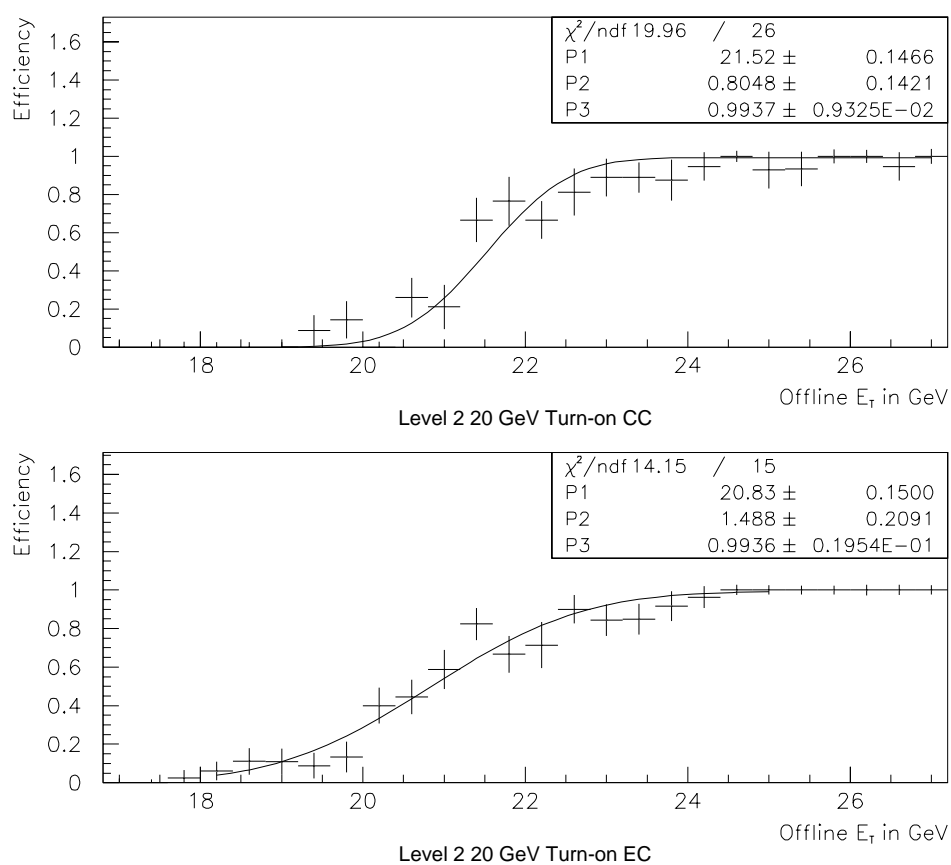 χ²/ndf 19.96 / 26
P1 21.52 ± 0.1466
P2 0.8048 ± 0.1421
P3 0.9937 ± 0.9325E-02
Efficiency
1.6
1.4
1.2
1
0.8
0.6
0.4
0.2
0
18 20 22 24 26
Offline E_T in GeV
Level 2 20 GeV Turn-on CC
χ²/ndf 14.15 / 15
P1 20.83 ± 0.1500
P2 1.488 ± 0.2091
P3 0.9936 ± 0.1954E-01
Efficiency
1.6
1.4
1.2
1
0.8
0.6
0.4
0.2
0
18 20 22 24 26
Offline E_T in GeV
Level 2 20 GeV Turn-on EC